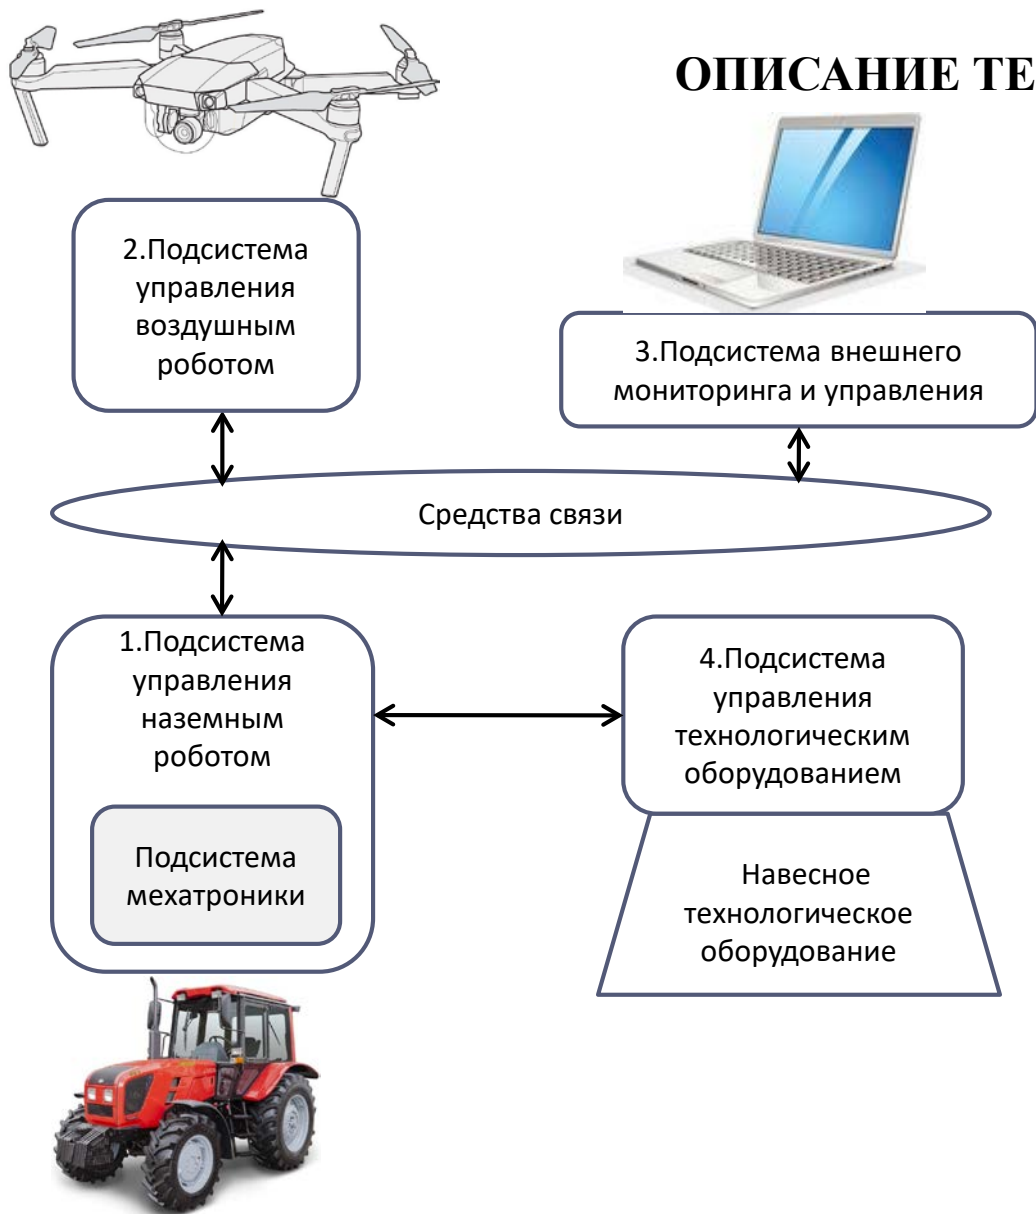 ОПИСАНИЕ ТЕ
2.Подсистема
управления
воздушным
роботом
3.Подсистема внешнего
мониторинга и управления
Средства связи
1.Подсистема
управления
наземным
роботом
Подсистема
мехатроники
4.Подсистема
управления
технологическим
оборудованием
Навесное
технологическое
оборудование